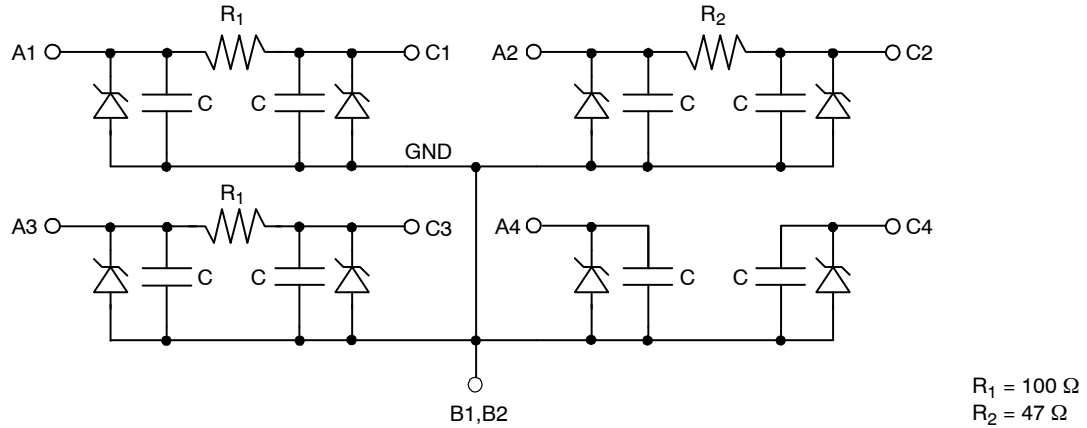 R1 R2
A1 C C C1 A2 C C C2
GND
R1
A3 C C C3 A4 C C C4
B1,B2
R1 = 100 Ω
R2 = 47 Ω